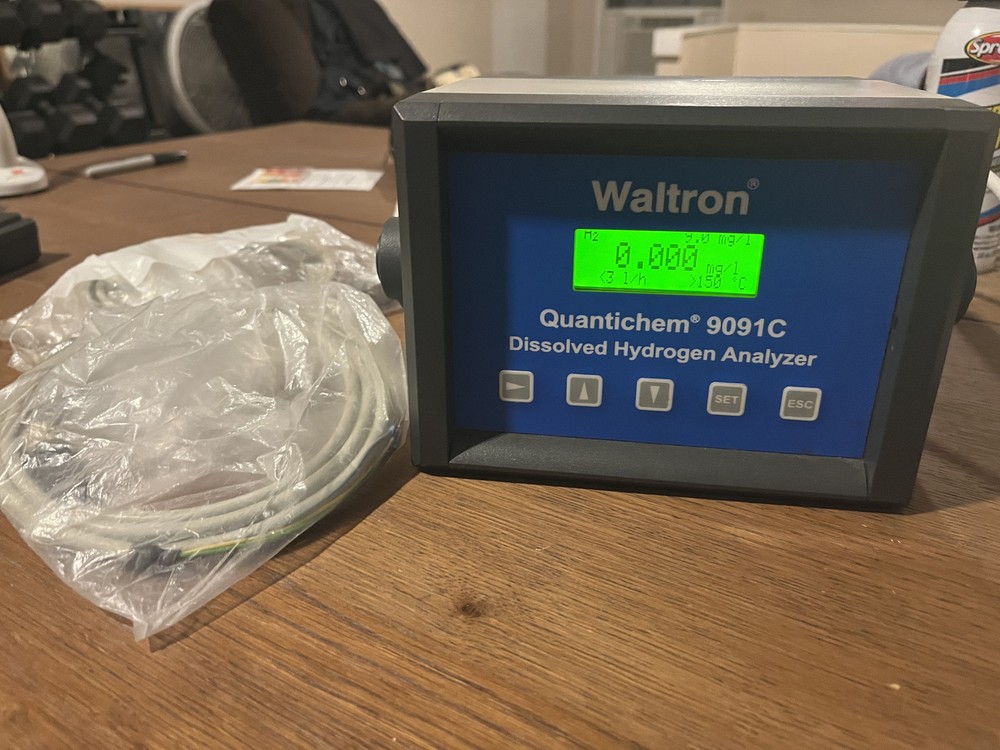 Waltron®
H2 9.0 mg/l
0.000 mg/l
<3 l/h >150 °C
Quantichem® 9091C
Dissolved Hydrogen Analyzer
SET ESC